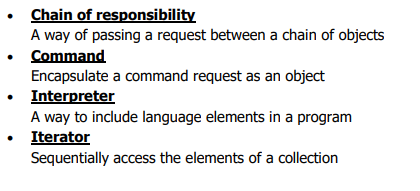 • Chain of responsibility
A way of passing a request between a chain of objects
• Command
Encapsulate a command request as an object
• Interpreter
A way to include language elements in a program
• Iterator
Sequentially access the elements of a collection